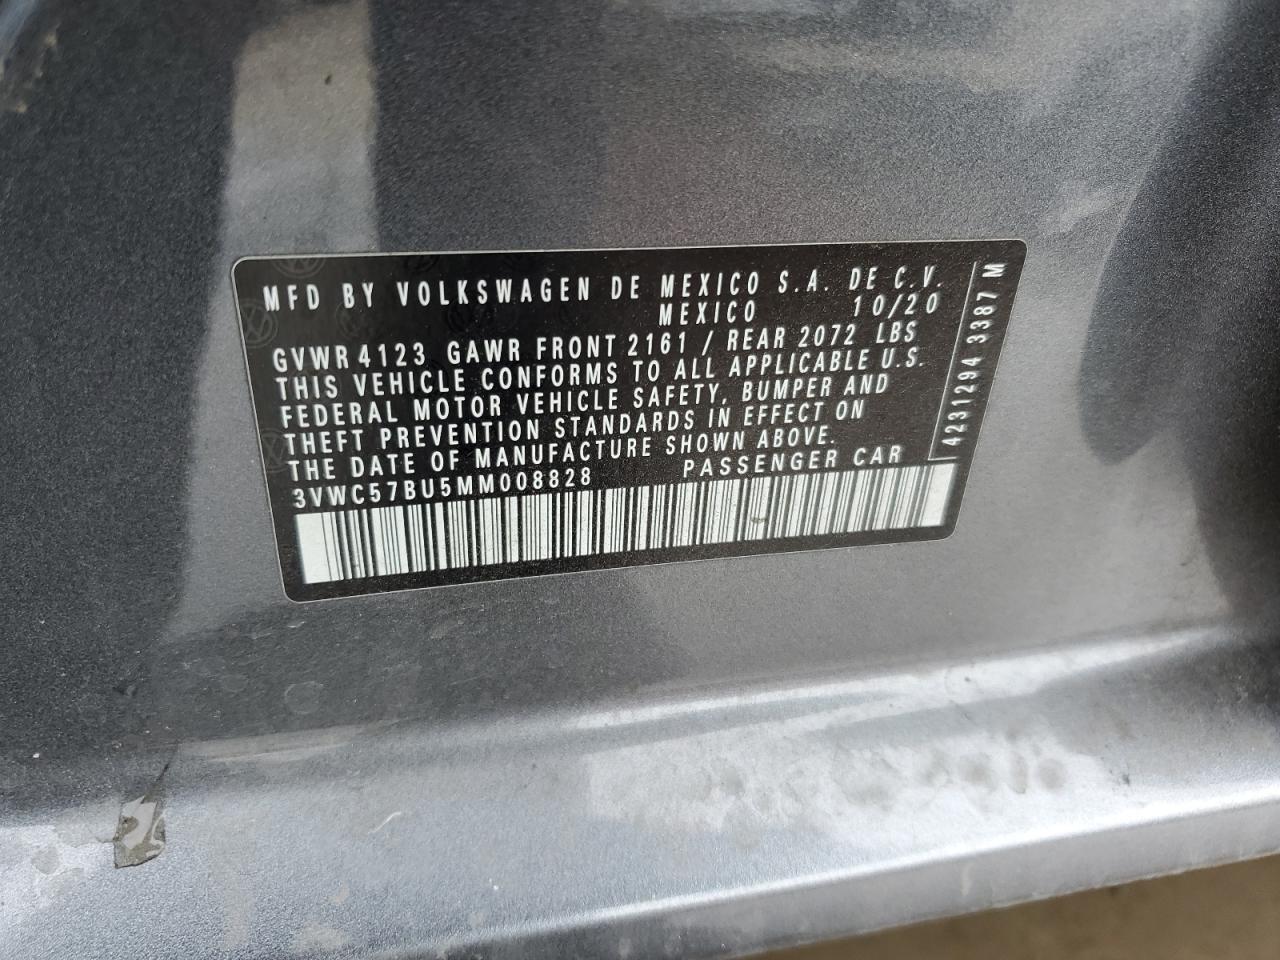 MFD BY VOLKSWAGEN DE MEXICO S.A. DE C.V.
MEXICO 10/20
GVWR 4123 GAWR FRONT 2161 / REAR 2072 LBS
THIS VEHICLE CONFORMS TO ALL APPLICABLE U.S.
FEDERAL MOTOR VEHICLE SAFETY, BUMPER AND
THEFT PREVENTION STANDARDS IN EFFECT ON
THE DATE OF MANUFACTURE SHOWN ABOVE.
3VWC57BU5MM008828 PASSENGER CAR
4231294 3387 M